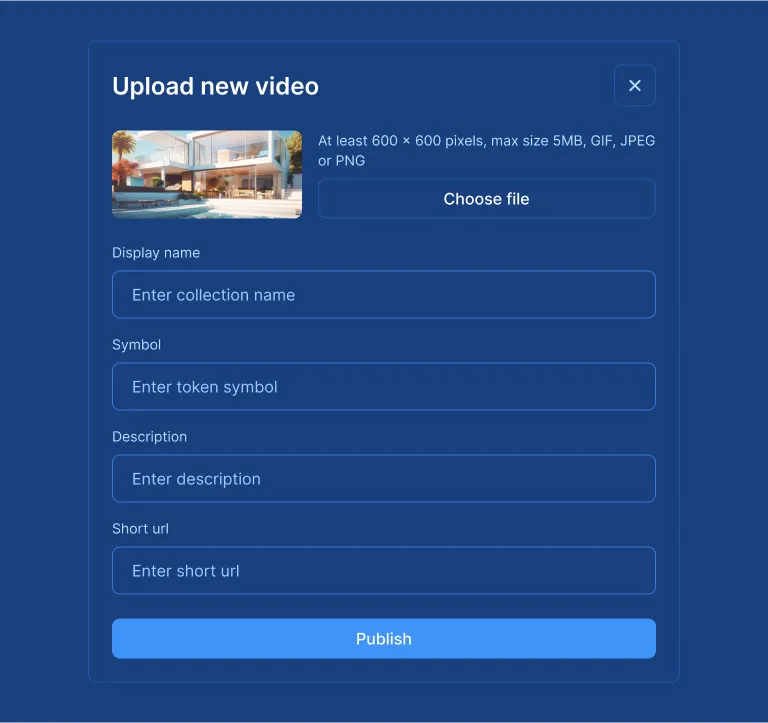 Upload new video
At least 600 × 600 pixels, max size 5MB, GIF, JPEG
or PNG
Choose file
Display name
Enter collection name
Symbol
Enter token symbol
Description
Enter description
Short url
Enter short url
Publish